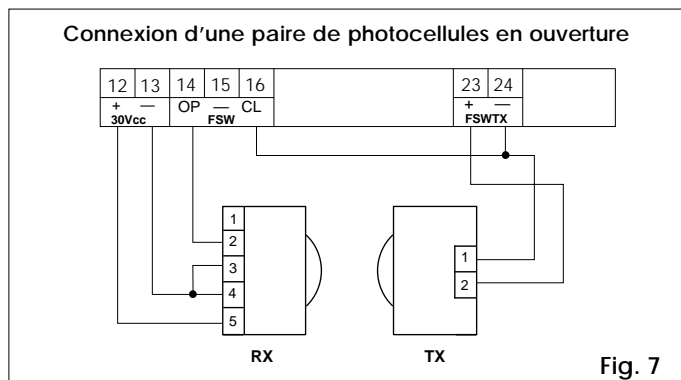 Connexion d'une paire de photocellules en ouverture
12 13 14 15 16 23 24
+ — OP — CL + —
30Vcc FSW FSWTX
1
2
3
4
5
1
2
RX TX
Fig. 7